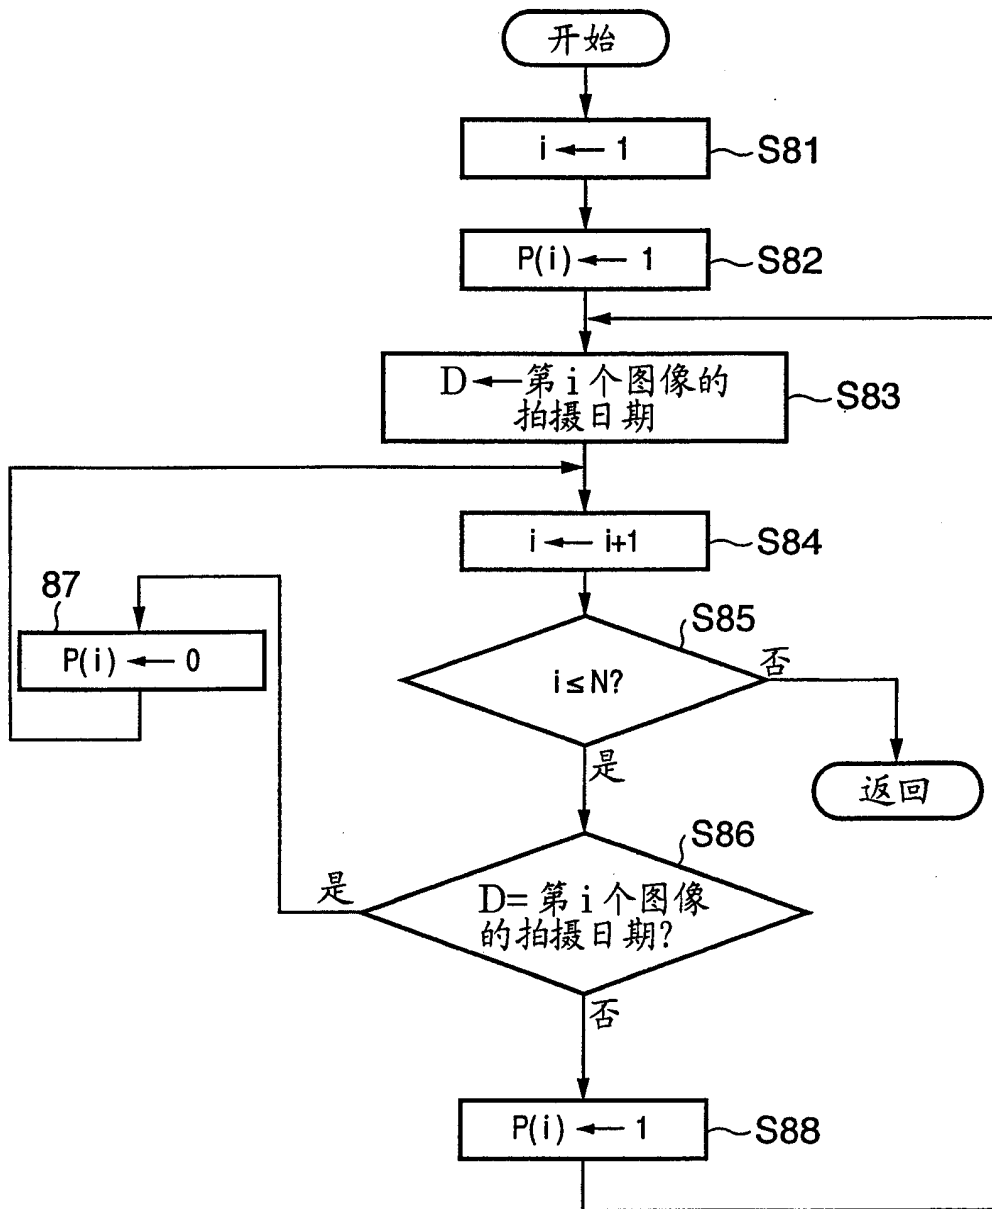 开始
i ← 1
S81
P(i) ← 1
S82
D ← 第 i 个图像的
拍摄日期
S83
i ← i+1
S84
87
P(i) ← 0
S85
i ≤ N?
否
是
返回
S86
是
D= 第 i 个图像
的拍摄日期?
否
P(i) ← 1
S88